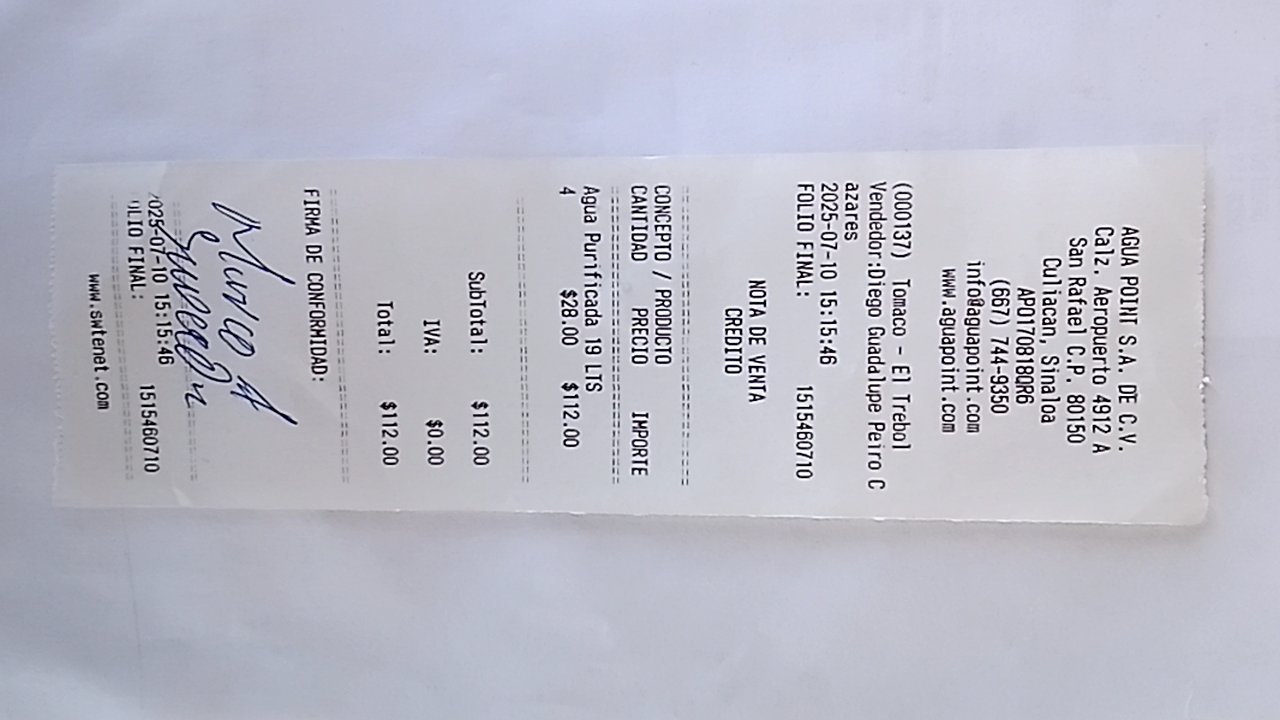 AGUA POINT S.A. DE C.V.
Calz. Aeropuerto 4912 A
San Rafael C.P. 80150
Culiacan, Sinaloa
APO170818QR6
(667) 744-9350
info@aguapoint.com
www.aguapoint.com
(000137) Tomaco - El Trebol
Vendedor:Diego Guadalupe Peiro C
azares
2025-07-10 15:15:46
FOLIO FINAL: 1515460710
NOTA DE VENTA
CREDITO
================================
CONCEPTO / PRODUCTO
CANTIDAD PRECIO IMPORTE
================================
Agua Purificada 19 LTS
4 $28.00 $112.00
================================
SubTotal: $112.00
IVA: $0.00
Total: $112.00
================================
FIRMA DE CONFORMIDAD:
================================
2025-07-10 15:15:46
FOLIO FINAL: 1515460710
================================
www.swtenet.com